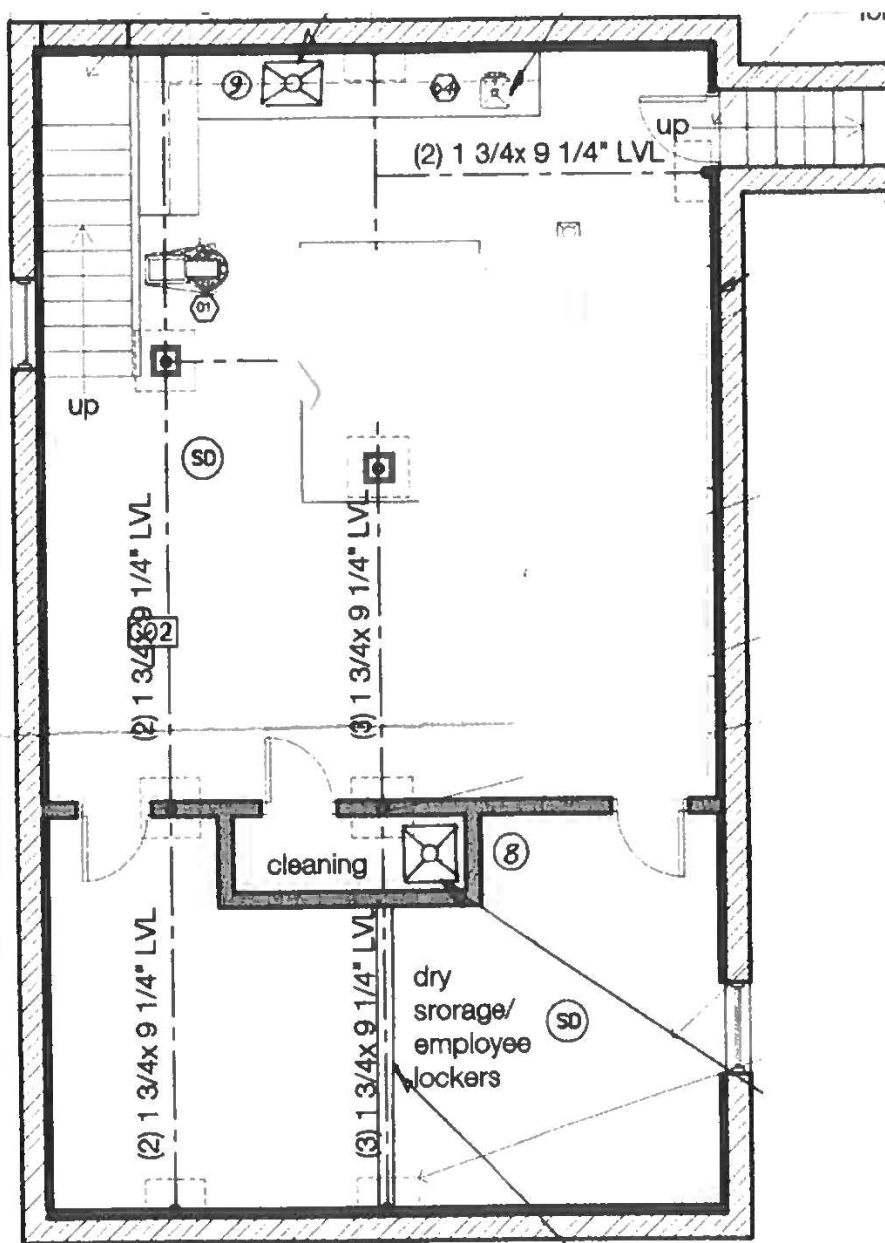 9
up
(2) 1 3/4x 9 1/4" LVL
01
up
SD
(2) 1 3/4x 9 1/4" LVL
(3) 1 3/4x 9 1/4" LVL
CO2
cleaning
8
(2) 1 3/4x 9 1/4" LVL
(3) 1 3/4x 9 1/4" LVL
dry
srorage/
employee
lockers
SD